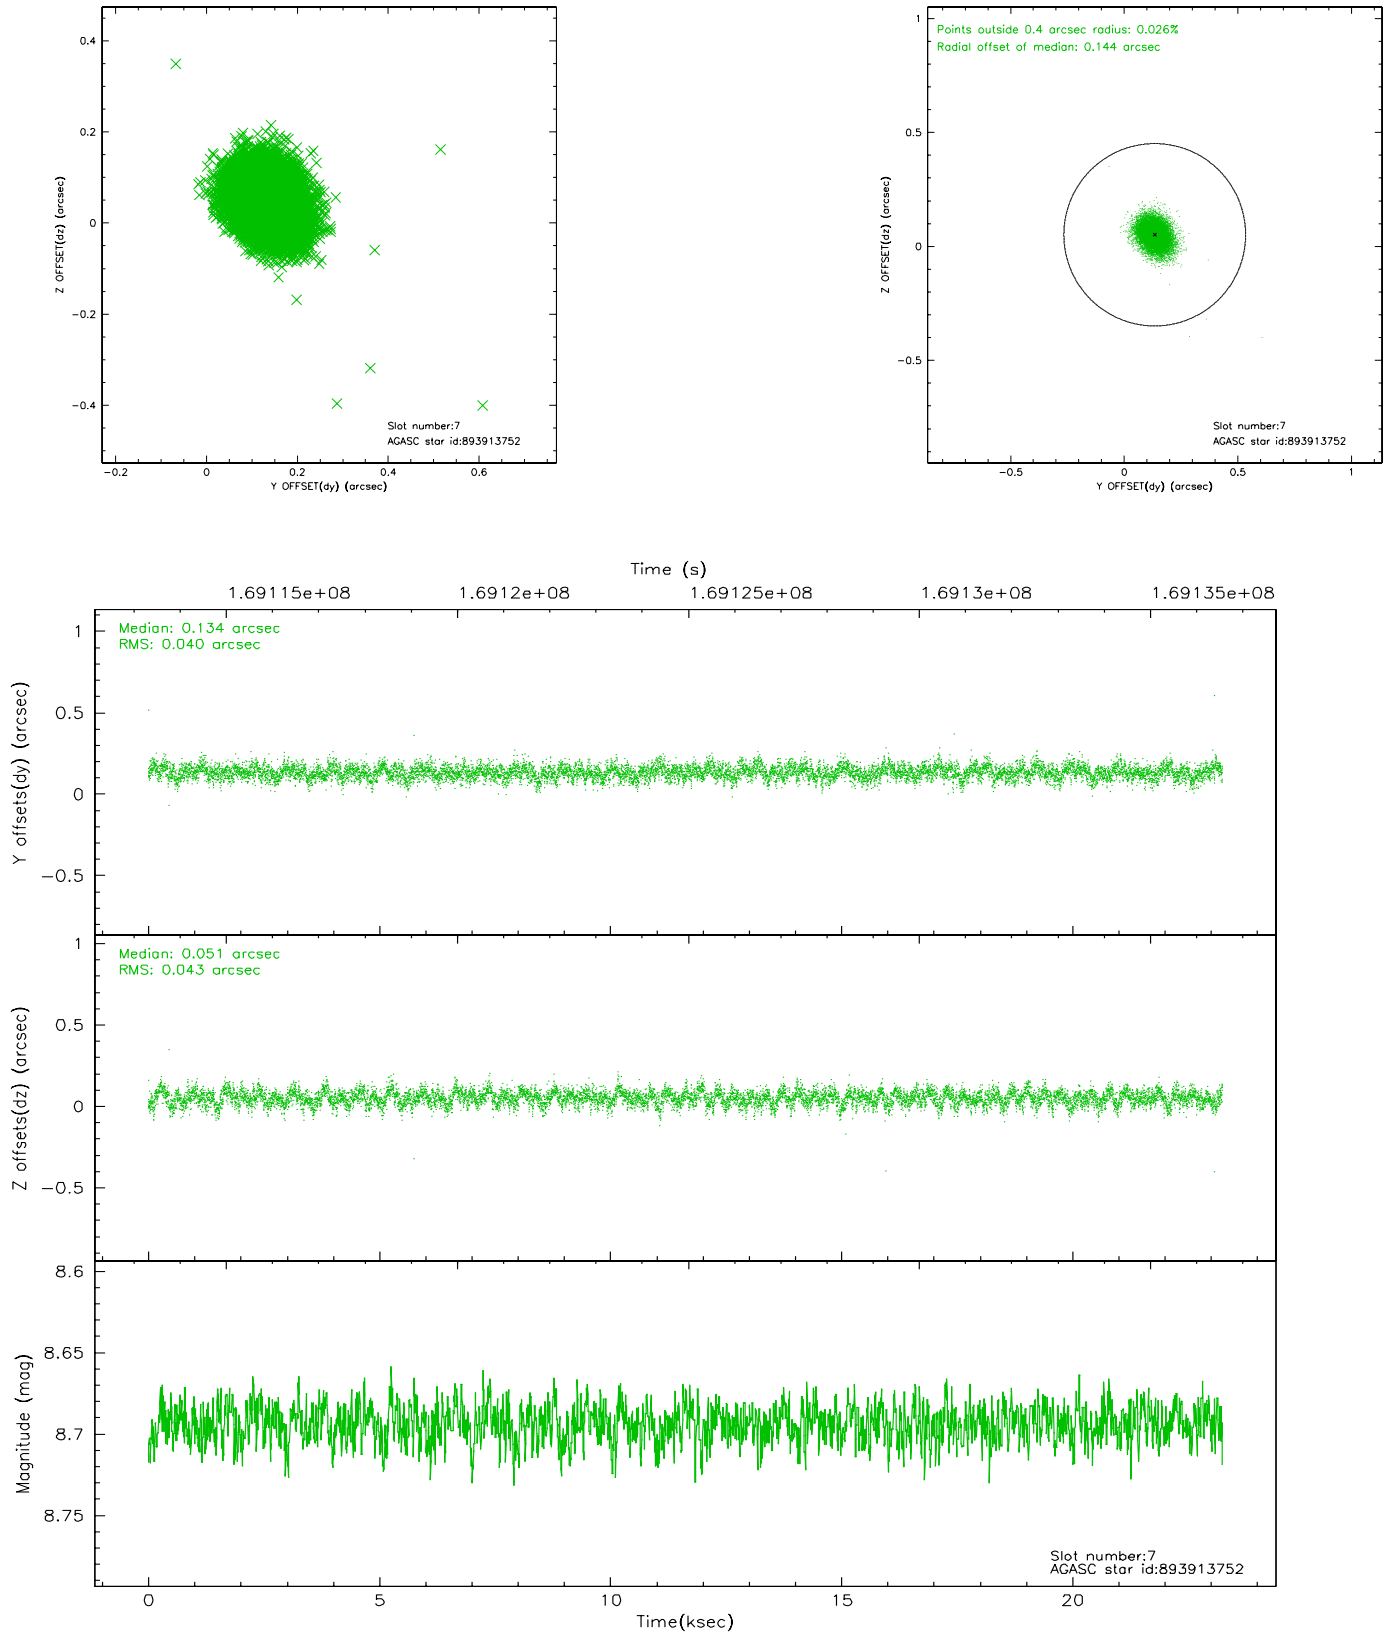 0.4
0.2
0
−0.2
−0.4
Z OFFSET(dz) (arcsec)
Slot number:7
AGASC star id:893913752
−0.2 0 0.2 0.4 0.6
Y OFFSET(dy) (arcsec)
Points outside 0.4 arcsec radius: 0.026%
Radial offset of median: 0.144 arcsec
1
0.5
0
−0.5
Z OFFSET(dz) (arcsec)
Slot number:7
AGASC star id:893913752
−0.5 0 0.5 1
Y OFFSET(dy) (arcsec)
Time (s)
1.69115e+08 1.6912e+08 1.69125e+08 1.6913e+08 1.69135e+08
Median: 0.134 arcsec
RMS: 0.040 arcsec
1
0.5
0
−0.5
Y offsets(dy) (arcsec)
Median: 0.051 arcsec
RMS: 0.043 arcsec
1
0.5
0
−0.5
Z offsets(dz) (arcsec)
8.6
8.65
8.7
8.75
Magnitude (mag)
Slot number:7
AGASC star id:893913752
0 5 10 15 20
Time(ksec)